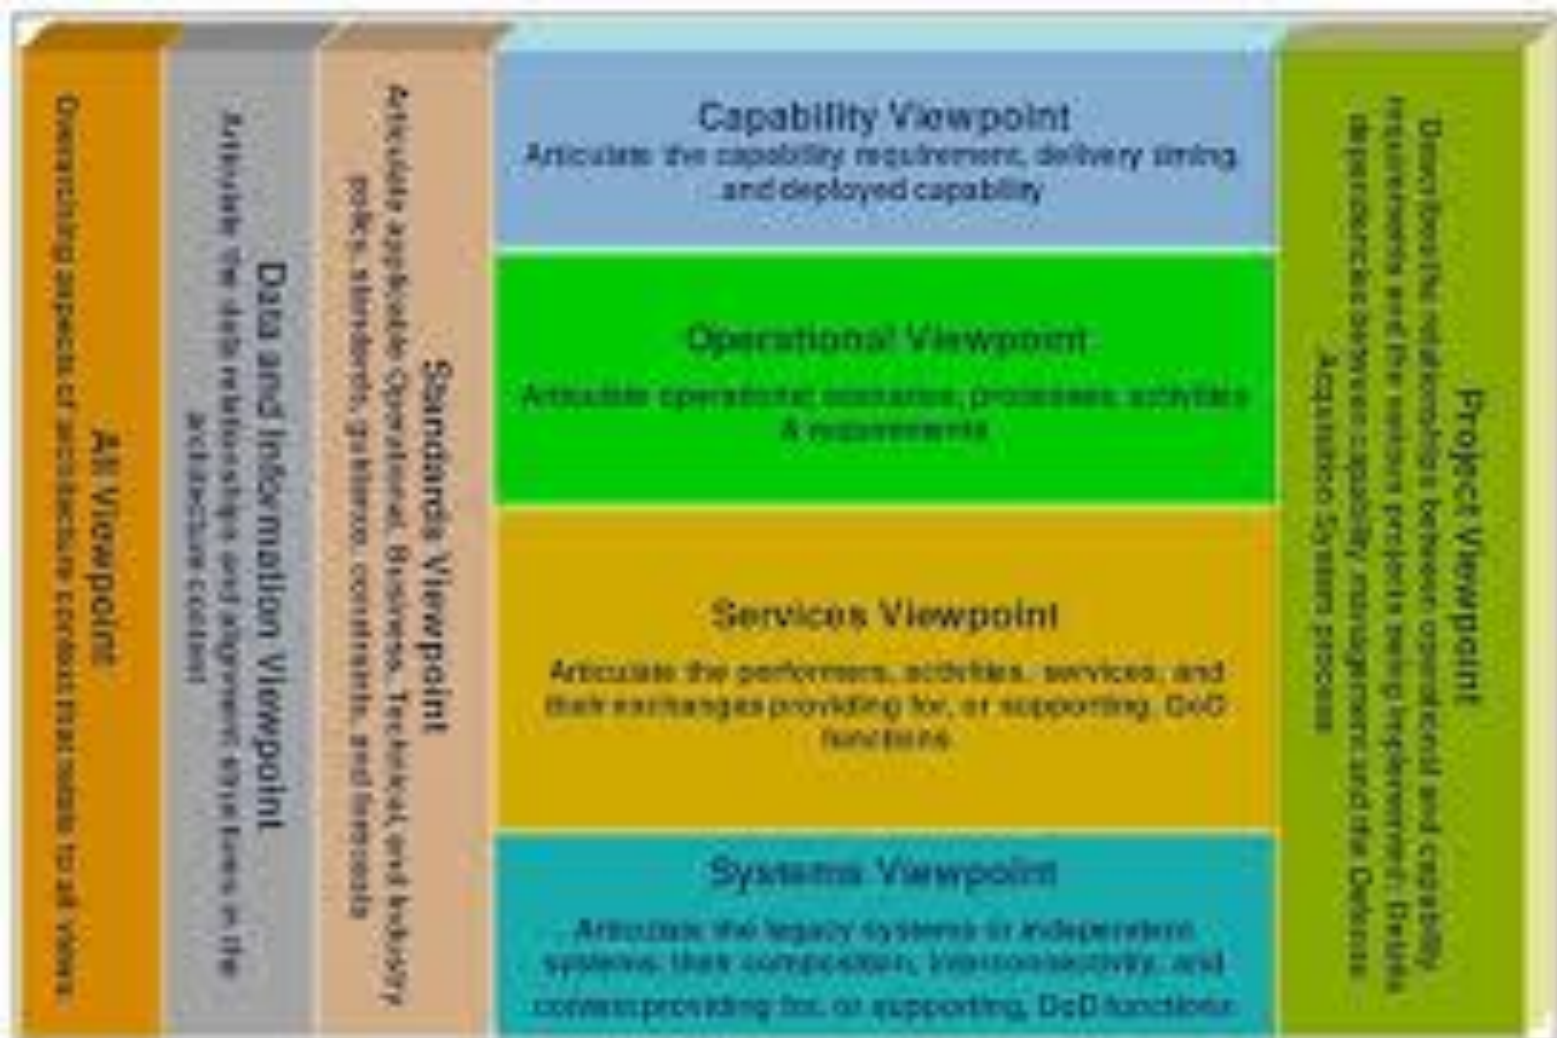 All Viewpoint
Overarching aspects of architecture context that relate to all views
Data and Information Viewpoint
Articulate the data relationships and alignment structures in the
architecture content
Standards Viewpoint
Articulate applicable Operational, Business, Technical, and Industry
policy, standards, guidance, constraints, and forecasts
Capability Viewpoint
Articulate the capability requirement, delivery timing,
and deployed capability
Operational Viewpoint
Articulate operational scenarios, processes, activities
& requirements
Services Viewpoint
Articulate the performers, activities, services, and
their exchanges providing for, or supporting, DoD
functions
Systems Viewpoint
Articulate the legacy systems or independent
systems, their composition, interconnectivity, and
context providing for, or supporting, DoD functions
Project Viewpoint
Describes the relationships between operational and capability
requirements and the various projects being implemented; Details
dependencies between capability management and the Defense
Acquisition System process